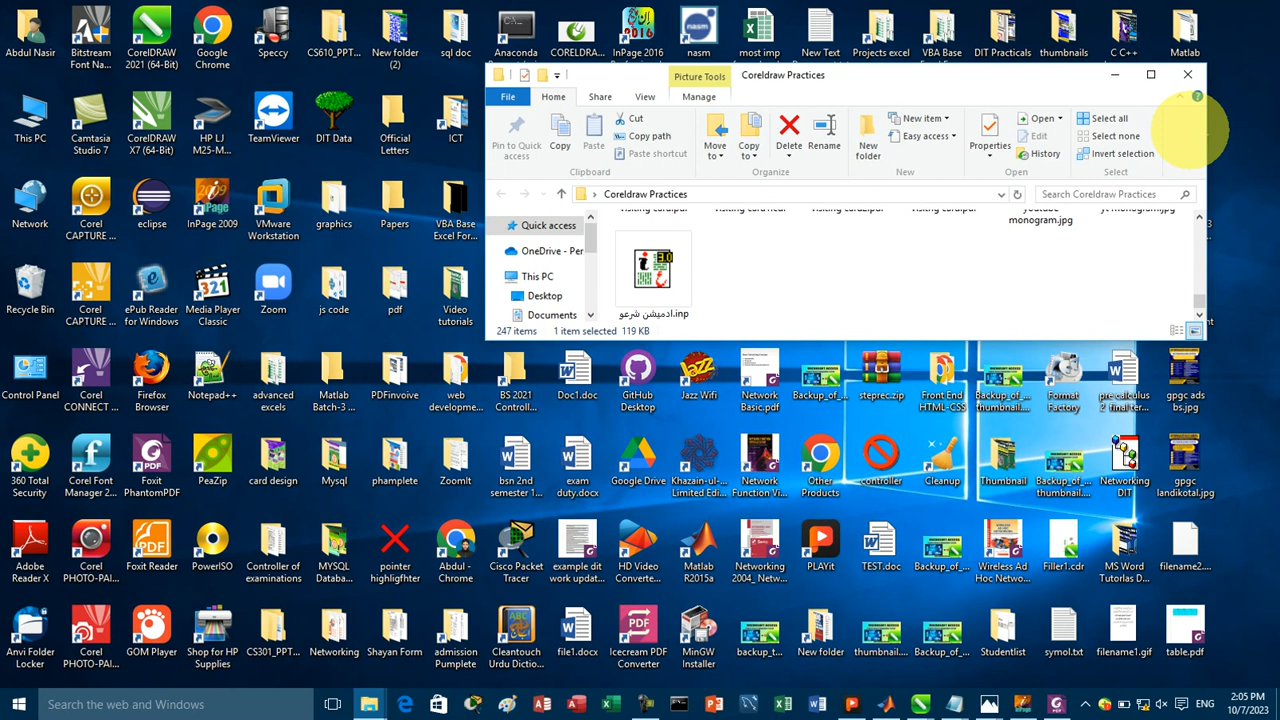 Abdul Nasir
Bitstream
Font Na...
CorelDRAW
2021 (64-Bit)
Google
Chrome
Speccy
CS610_PPT...
New folder
(2)
sql doc
Anaconda
CORELDRA...
InPage 2016
nasm
most imp
New Text
Projects excel
VBA Base
DIT Practicals
thumbnails
C C++
Matlab
Picture Tools
Coreldraw Practices
File
Home
Share
View
Manage
Pin to Quick
access
Copy
Paste
Cut
Copy path
Paste shortcut
Clipboard
Move
to
Copy
to
Delete
Rename
Organize
New
folder
New item
Easy access
New
Properties
Open
Edit
History
Open
Select all
Select none
Invert selection
Select
Coreldraw Practices
Search Coreldraw Practices
Quick access
OneDrive - Per
This PC
Desktop
Documents
monogram.jpg
3.0
ادمیشن شرعو.inp
247 items
1 item selected 119 KB
This PC
Camtasia
Studio 7
CorelDRAW
X7 (64-Bit)
HP LJ
M25-M...
TeamViewer
DIT Data
Official
Letters
ICT
Network
Corel
CAPTURE ...
eclipse
InPage 2009
VMware
Workstation
graphics
Papers
VBA Base
Excel For...
Recycle Bin
Corel
CAPTURE ...
ePub Reader
for Windows
Media Player
Classic
Zoom
js code
pdf
Video
tutorials
Control Panel
Corel
CONNECT ...
Firefox
Browser
Notepad++
advanced
excels
Matlab
Batch-3 ...
PDFinvoive
web
developme...
BS 2021
Controll...
Doc1.doc
GitHub
Desktop
Jazz Wifi
Network
Basic.pdf
Backup_of_...
steprec.zip
Front End
HTML-CSS
Backup_of_...
thumbnail....
Format
Factory
pre calculus
2 final ter...
gpgc ads
bs.jpg
360 Total
Security
Corel Font
Manager 2...
Foxit
PhantomPDF
PeaZip
card design
Mysql
phamplete
ZoomIt
bsn 2nd
semester 1...
exam
duty.docx
Google Drive
Khazain-ul-...
Limited Edi...
Network
Function Vi...
Other
Products
controller
Cleanup
Thumbnail
Backup_of_...
thumbnail....
Networking
DIT
gpgc
landikotal.jpg
Adobe
Reader X
Corel
PHOTO-PAI...
Foxit Reader
PowerISO
Controller of
examinations
MYSQL
Databa...
pointer
highlighter
Abdul -
Chrome
Cisco Packet
Tracer
example dit
work updat...
HD Video
Converte...
Matlab
R2015a
Networking
2004_ Netw...
PLAYit
TEST.doc
Backup_of_...
Wireless Ad
Hoc Netwo...
Filler1.cdr
MS Word
Tutorlas D...
filename2....
Anvi Folder
Locker
Corel
PHOTO-PAI...
GOM Player
Shop for HP
Supplies
CS301_PPT...
Networking
Shayan Form
admission
Pumplete
Cleantouch
Urdu Dictio...
file1.docx
Icecream PDF
Converter
MinGW
Installer
backup_t...
New folder
thumbnail....
Backup_of_...
Studentlist
symol.txt
filename1.gif
table.pdf
Search the web and Windows
ENG
2:05 PM
10/7/2023